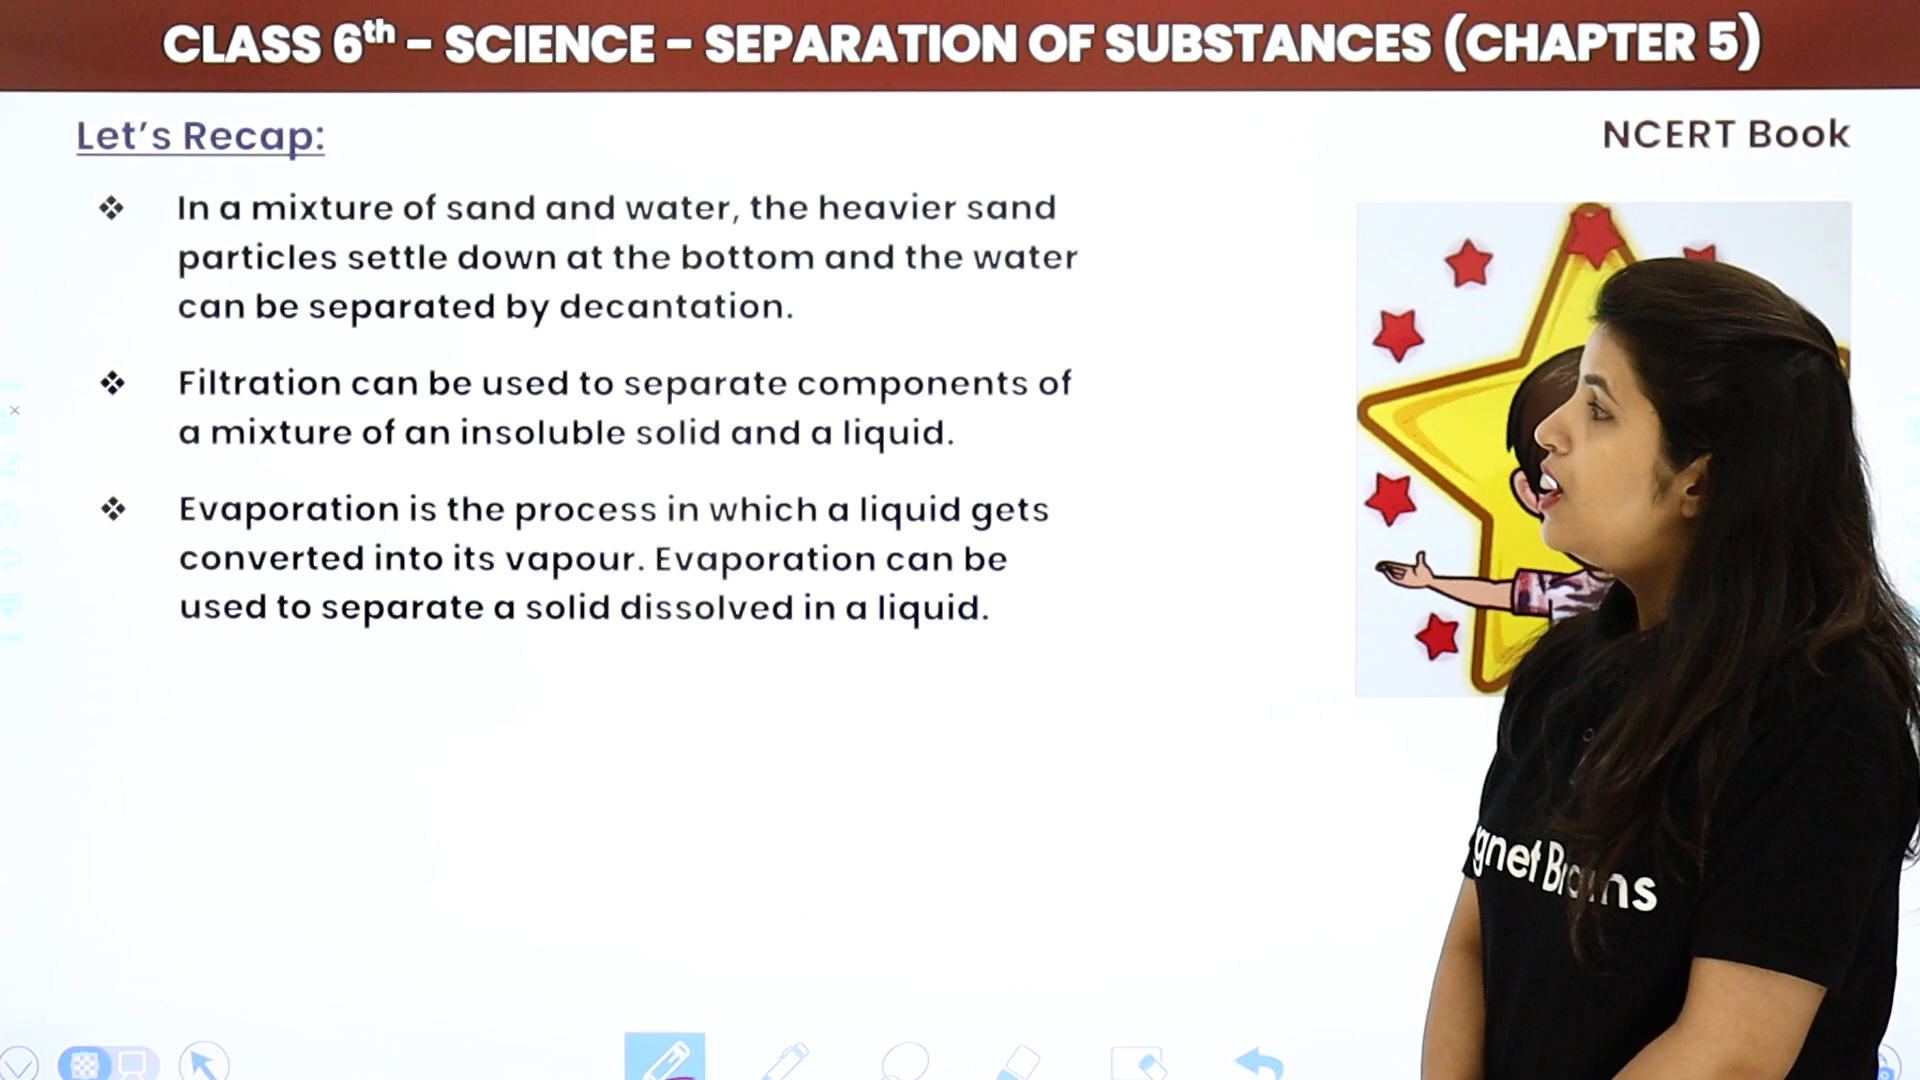 CLASS 6th – SCIENCE – SEPARATION OF SUBSTANCES (CHAPTER 5)
Let's Recap:
NCERT Book
❖ In a mixture of sand and water, the heavier sand
particles settle down at the bottom and the water
can be separated by decantation.
❖ Filtration can be used to separate components of
a mixture of an insoluble solid and a liquid.
❖ Evaporation is the process in which a liquid gets
converted into its vapour. Evaporation can be
used to separate a solid dissolved in a liquid.
gnet Brains